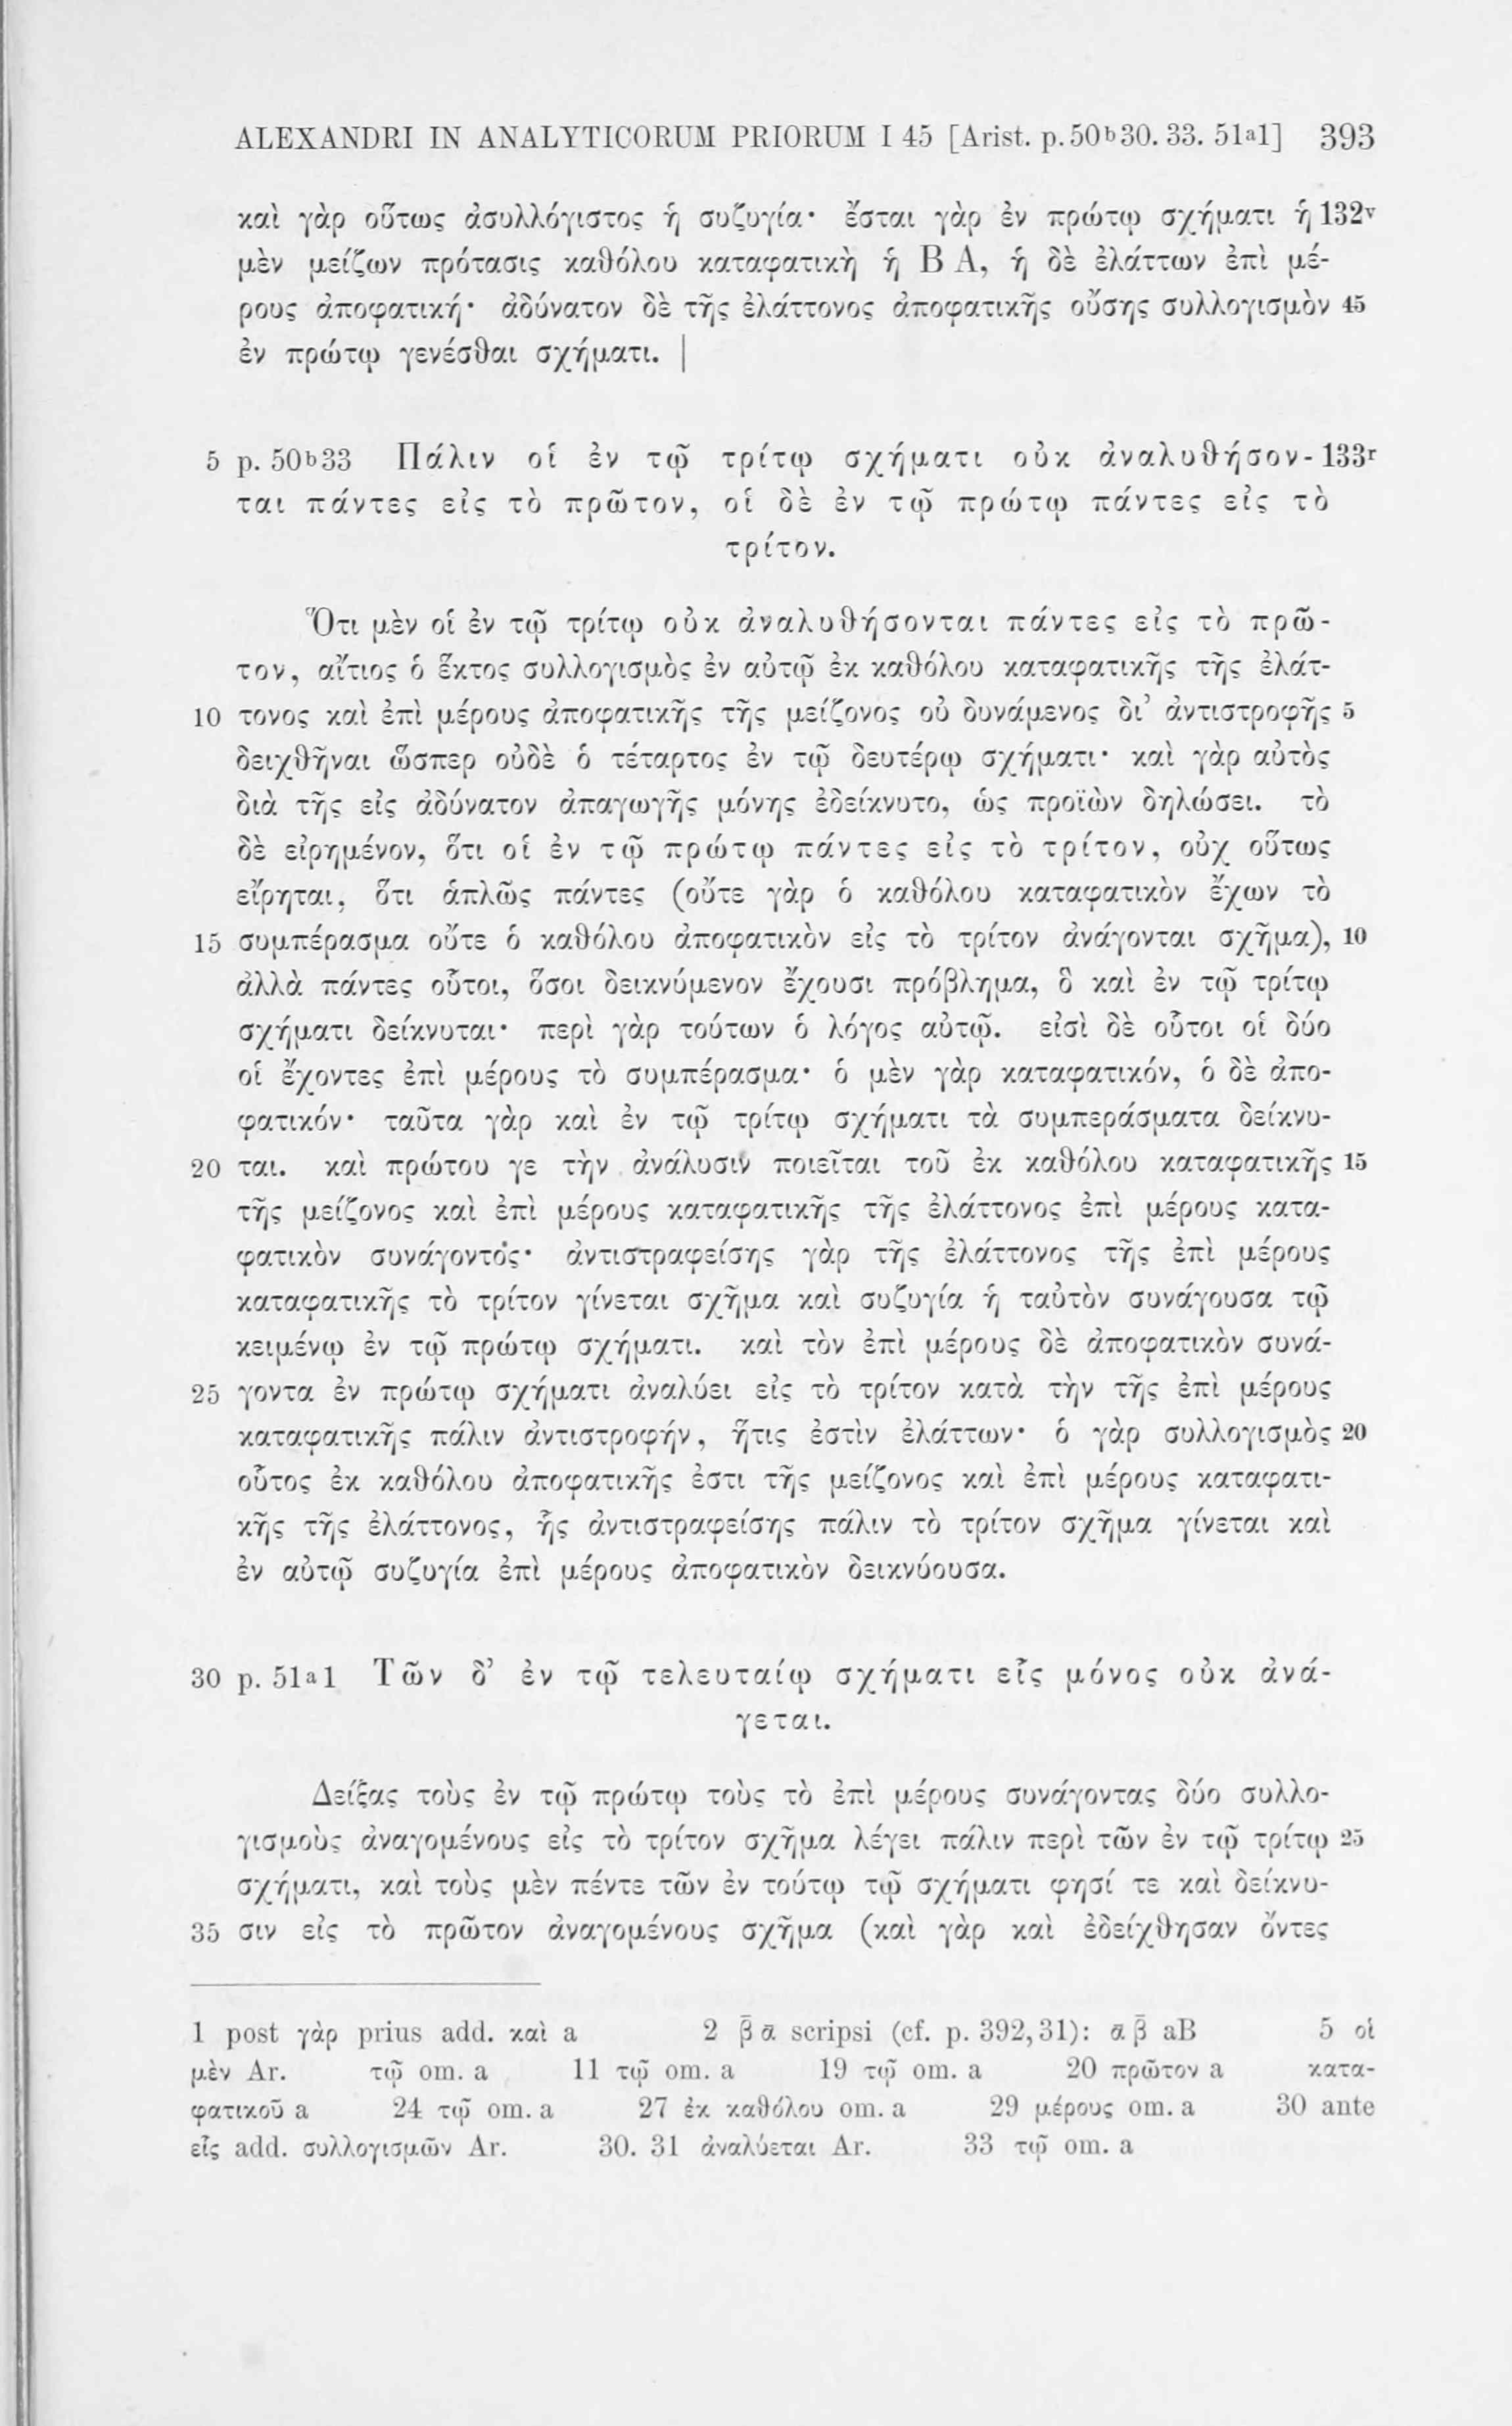 ALEXANDRI IN ANALYTICORUM PRIORUM I 45 [Arist. p. 50ᵇ30. 33. 51ᵃ1] 393
καὶ γὰρ οὕτως ἀσυλλόγιστος ἡ συζυγία· ἔσται γὰρ ἐν πρώτῳ σχήματι ἡ 132ᵛ
μὲν μείζων πρότασις καθόλου καταφατικὴ ἡ Β Α, ἡ δὲ ἐλάττων ἐπὶ μέ-
ρους ἀποφατική· ἀδύνατον δὲ τῆς ἐλάττονος ἀποφατικῆς οὔσης συλλογισμὸν 45
ἐν πρώτῳ γενέσθαι σχήματι. |
5 p. 50ᵇ33 Πάλιν οἱ ἐν τῷ τρίτῳ σχήματι οὐκ ἀναλυθήσον- 133ʳ
ται πάντες εἰς τὸ πρῶτον, οἱ δὲ ἐν τῷ πρώτῳ πάντες εἰς τὸ
τρίτον.
Ὅτι μὲν οἱ ἐν τῷ τρίτῳ οὐκ ἀναλυθήσονται πάντες εἰς τὸ πρῶ-
τον, αἴτιος ὁ ἕκτος συλλογισμὸς ἐν αὐτῷ ἐκ καθόλου καταφατικῆς τῆς ἐλάτ-
10 τονος καὶ ἐπὶ μέρους ἀποφατικῆς τῆς μείζονος οὐ δυνάμενος δι’ ἀντιστροφῆς 5
δειχθῆναι ὥσπερ οὐδὲ ὁ τέταρτος ἐν τῷ δευτέρῳ σχήματι· καὶ γὰρ αὐτὸς
διὰ τῆς εἰς ἀδύνατον ἀπαγωγῆς μόνης ἐδείκνυτο, ὡς προϊὼν δηλώσει. τὸ
δὲ εἰρημένον, ὅτι οἱ ἐν τῷ πρώτῳ πάντες εἰς τὸ τρίτον, οὐχ οὕτως
εἴρηται, ὅτι ἁπλῶς πάντες (οὔτε γὰρ ὁ καθόλου καταφατικὸν ἔχων τὸ
15 συμπέρασμα οὔτε ὁ καθόλου ἀποφατικὸν εἰς τὸ τρίτον ἀνάγονται σχῆμα), 10
ἀλλὰ πάντες οὗτοι, ὅσοι δεικνύμενον ἔχουσι πρόβλημα, ὃ καὶ ἐν τῷ τρίτῳ
σχήματι δείκνυται· περὶ γὰρ τούτων ὁ λόγος αὐτῷ. εἰσὶ δὲ οὗτοι οἱ δύο
οἱ ἔχοντες ἐπὶ μέρους τὸ συμπέρασμα· ὁ μὲν γὰρ καταφατικόν, ὁ δὲ ἀπο-
φατικόν· ταῦτα γὰρ καὶ ἐν τῷ τρίτῳ σχήματι τὰ συμπεράσματα δείκνυ-
20 ται. καὶ πρώτου γε τὴν ἀνάλυσιν ποιεῖται τοῦ ἐκ καθόλου καταφατικῆς 15
τῆς μείζονος καὶ ἐπὶ μέρους καταφατικῆς τῆς ἐλάττονος ἐπὶ μέρους κατα-
φατικὸν συνάγοντος· ἀντιστραφείσης γὰρ τῆς ἐλάττονος τῆς ἐπὶ μέρους
καταφατικῆς τὸ τρίτον γίνεται σχῆμα καὶ συζυγία ἡ ταὐτὸν συνάγουσα τῷ
κειμένῳ ἐν τῷ πρώτῳ σχήματι. καὶ τὸν ἐπὶ μέρους δὲ ἀποφατικὸν συνά-
25 γοντα ἐν πρώτῳ σχήματι ἀναλύει εἰς τὸ τρίτον κατὰ τὴν τῆς ἐπὶ μέρους
καταφατικῆς πάλιν ἀντιστροφήν, ἥτις ἐστὶν ἐλάττων· ὁ γὰρ συλλογισμὸς 20
οὗτος ἐκ καθόλου ἀποφατικῆς ἐστι τῆς μείζονος καὶ ἐπὶ μέρους καταφατι-
κῆς τῆς ἐλάττονος, ἧς ἀντιστραφείσης πάλιν τὸ τρίτον σχῆμα γίνεται καὶ
ἐν αὐτῷ συζυγία ἐπὶ μέρους ἀποφατικὸν δεικνύουσα.
30 p. 51ᵃ1 Τῶν δ’ ἐν τῷ τελευταίῳ σχήματι εἷς μόνος οὐκ ἀνά-
γεται.
Δείξας τοὺς ἐν τῷ πρώτῳ τοὺς τὸ ἐπὶ μέρους συνάγοντας δύο συλλο-
γισμοὺς ἀναγομένους εἰς τὸ τρίτον σχῆμα λέγει πάλιν περὶ τῶν ἐν τῷ τρίτῳ 25
σχήματι, καὶ τοὺς μὲν πέντε τῶν ἐν τούτῳ τῷ σχήματι φησί τε καὶ δείκνυ-
35 σιν εἰς τὸ πρῶτον ἀναγομένους σχῆμα (καὶ γὰρ καὶ ἐδείχθησαν ὄντες
1 post γὰρ prius add. καὶ a 2 β̄ ᾱ scripsi (cf. p. 392,31): ᾱ β̄ aB 5 οἱ
μὲν Ar. τῷ om. a 11 τῷ om. a 19 τῷ om. a 20 πρῶτον a κατα-
φατικοῦ a 24 τῷ om. a 27 ἐκ καθόλου om. a 29 μέρους om. a 30 ante
εἷς add. συλλογισμῶν Ar. 30. 31 ἀναλύεται Ar. 33 τῷ om. a